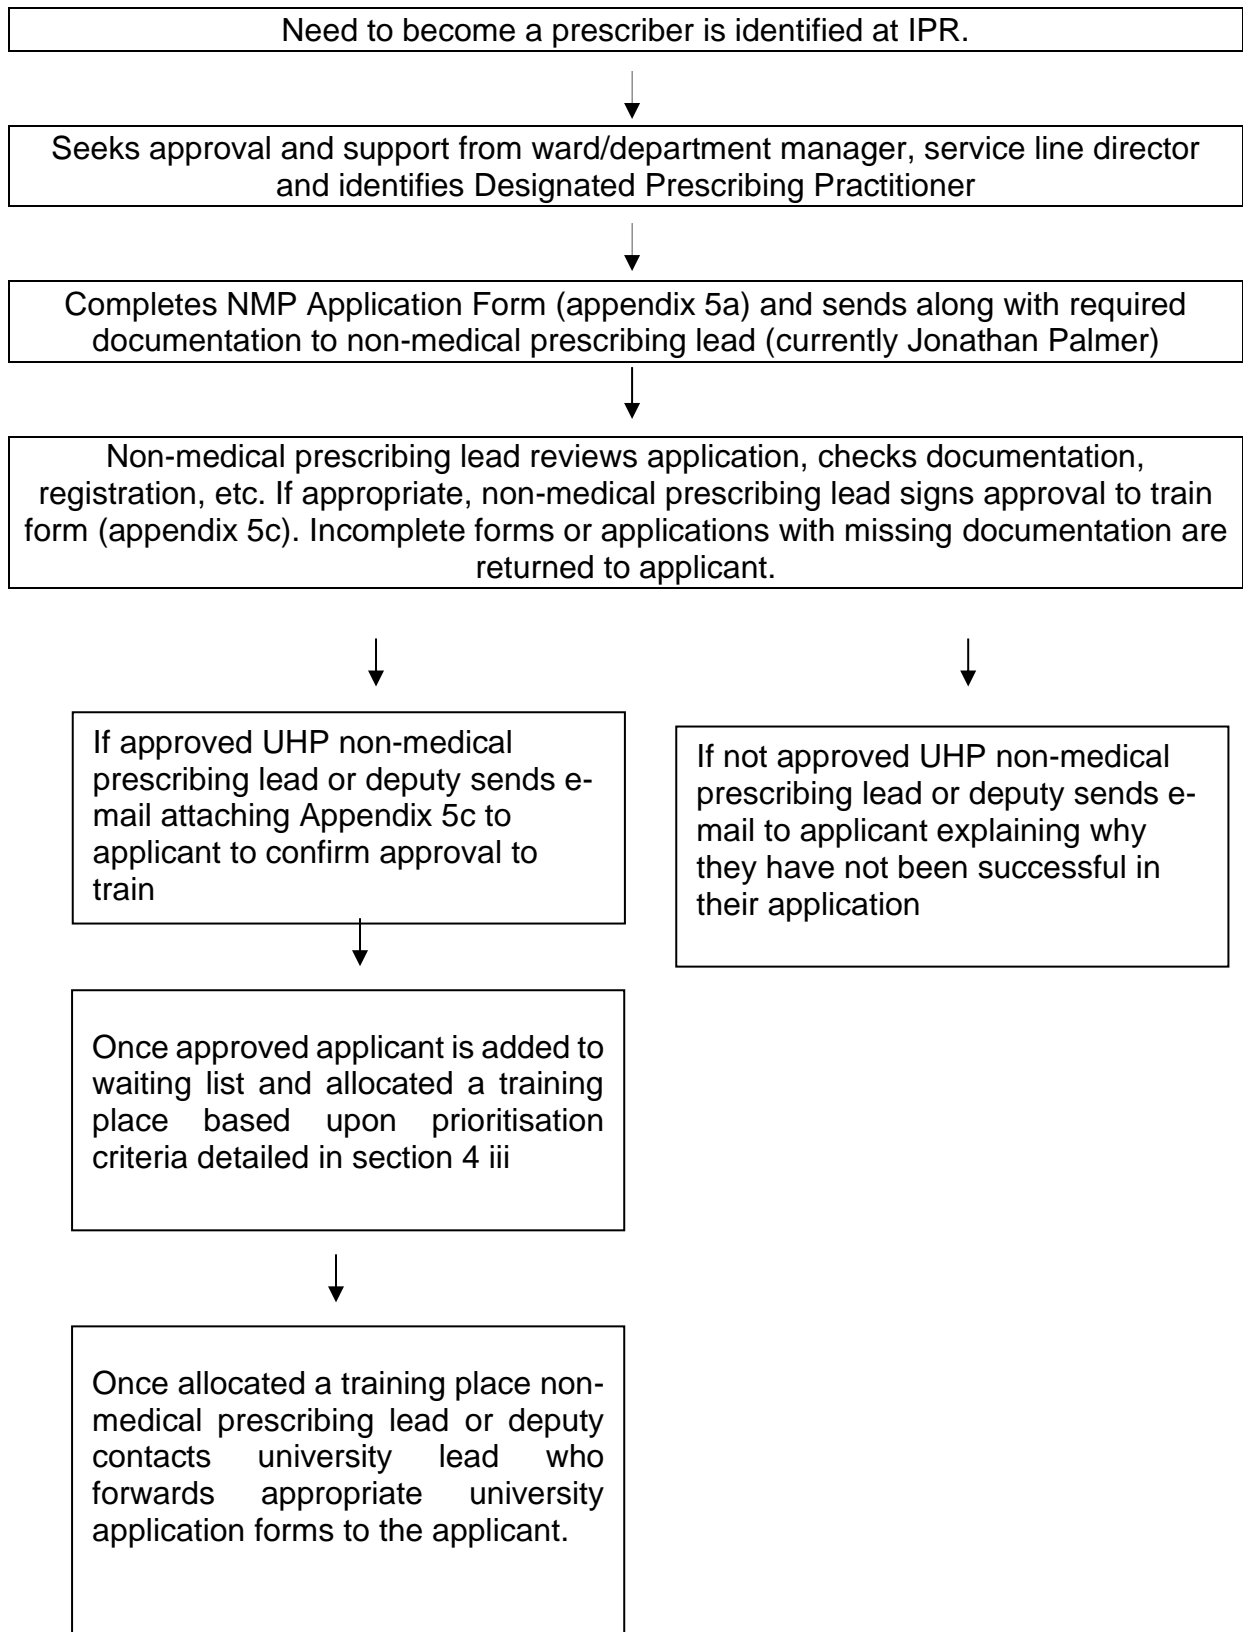 Need to become a prescriber is identified at IPR.
Seeks approval and support from ward/department manager, service line director
and identifies Designated Prescribing Practitioner
Completes NMP Application Form (appendix 5a) and sends along with required
documentation to non-medical prescribing lead (currently Jonathan Palmer)
Non-medical prescribing lead reviews application, checks documentation,
registration, etc. If appropriate, non-medical prescribing lead signs approval to train
form (appendix 5c). Incomplete forms or applications with missing documentation are
returned to applicant.
If approved UHP non-medical
prescribing lead or deputy sends e-
mail attaching Appendix 5c to
applicant to confirm approval to
train
If not approved UHP non-medical
prescribing lead or deputy sends e-
mail to applicant explaining why
they have not been successful in
their application
Once approved applicant is added to
waiting list and allocated a training
place based upon prioritisation
criteria detailed in section 4 iii
Once allocated a training place non-
medical prescribing lead or deputy
contacts university lead who
forwards appropriate university
application forms to the applicant.